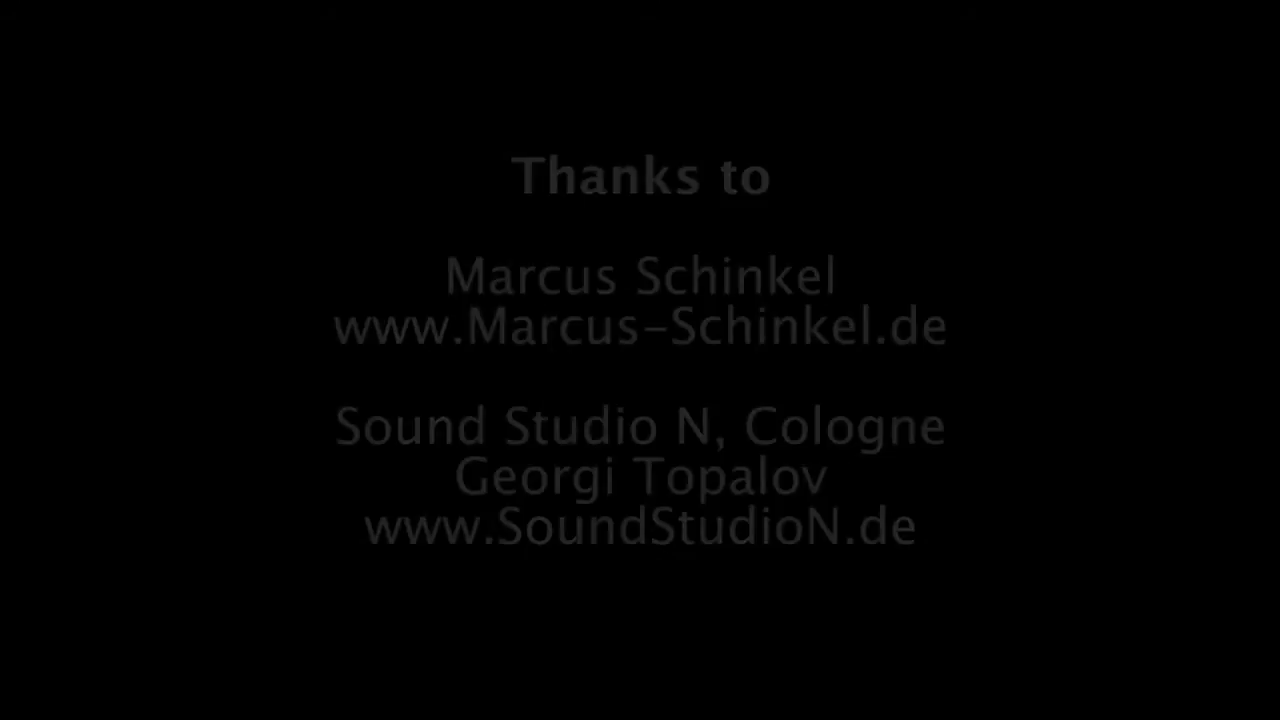 Thanks to
Marcus Schinkel
www.Marcus-Schinkel.de
Sound Studio N, Cologne
Georgi Topalov
www.SoundStudioN.de